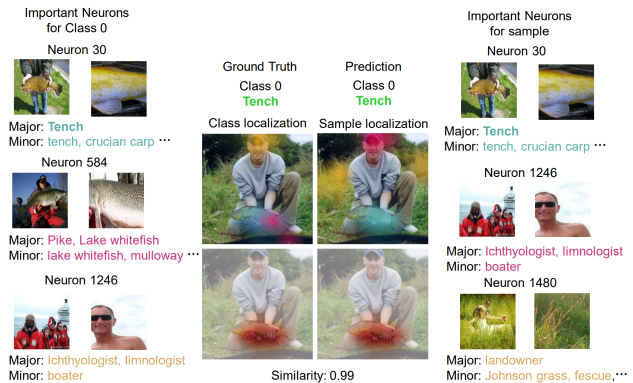 Important Neurons
for Class 0
Neuron 30
Major: Tench
Minor: tench, crucian carp ...
Neuron 584
Major: Pike, Lake whitefish
Minor: lake whitefish, mulloway ...
Neuron 1246
Major: Ichthyologist, limnologist
Minor: boater
Ground Truth
Class 0
Tench
Class localization
Prediction
Class 0
Tench
Sample localization
Similarity: 0.99
Important Neurons
for sample
Neuron 30
Major: Tench
Minor: tench, crucian carp ...
Neuron 1246
Major: Ichthyologist, limnologist
Minor: boater
Neuron 1480
Major: landowner
Minor: Johnson grass, fescue,...